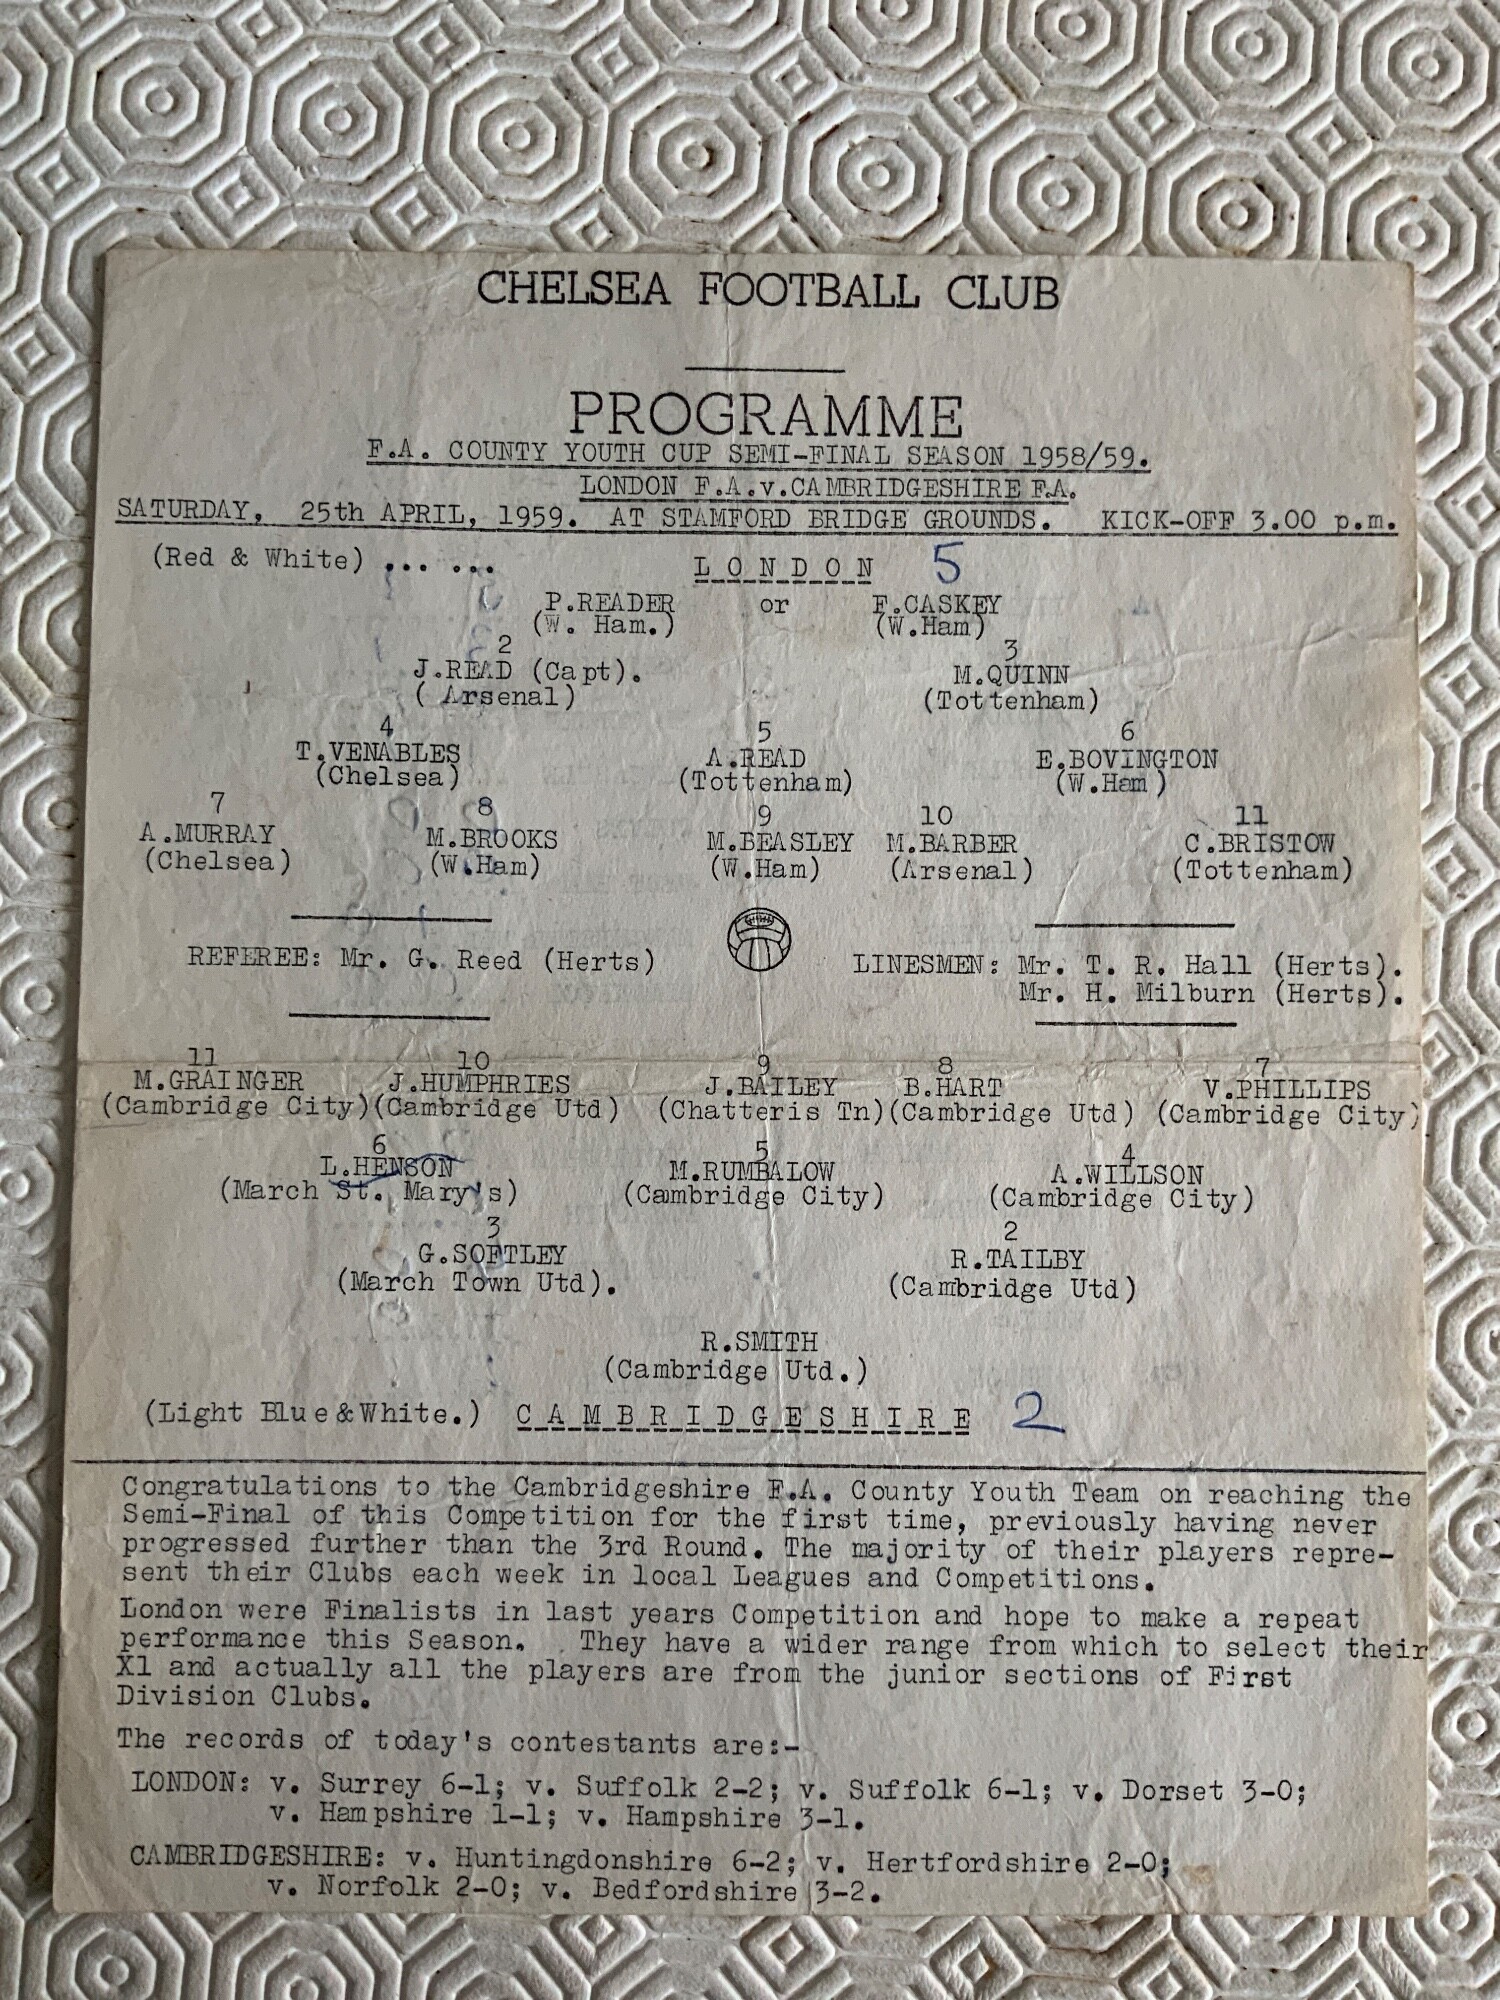 CHELSEA FOOTBALL CLUB
PROGRAMME
F.A. COUNTY YOUTH CUP SEMI-FINAL SEASON 1958/59.
LONDON F.A.v.CAMBRIDGESHIRE F.A.
SATURDAY, 25th APRIL, 1959. AT STAMFORD BRIDGE GROUNDS. KICK-OFF 3.00 p.m.
(Red & White) ... ... LONDON 5
P.READER or F.CASKEY
(W. Ham.) (W.Ham)
2 3
J.READ (Capt). M.QUINN
( Arsenal) (Tottenham)
4 5 6
T.VENABLES A.READ E.BOVINGTON
(Chelsea) (Tottenham) (W.Ham )
7 8 9 10 11
A.MURRAY M.BROOKS M.BEASLEY M.BARBER C.BRISTOW
(Chelsea) (W.Ham) (W.Ham) (Arsenal) (Tottenham)
REFEREE: Mr. G. Reed (Herts) LINESMEN: Mr. T. R. Hall (Herts).
Mr. H. Milburn (Herts).
11 10 9 8 7
M.GRAINGER J.HUMPHRIES J.BAILEY B.HART V.PHILLIPS
(Cambridge City)(Cambridge Utd) (Chatteris Tn)(Cambridge Utd) (Cambridge City)
6 5 4
L.HENSON M.RUMBALOW A.WILLSON
(March St. Mary's) (Cambridge City) (Cambridge City)
3 2
G.SOFTLEY R.TAILBY
(March Town Utd). (Cambridge Utd)
R.SMITH
(Cambridge Utd.)
(Light Blue&White.) CAMBRIDGESHIRE 2
Congratulations to the Cambridgeshire F.A. County Youth Team on reaching the
Semi-Final of this Competition for the first time, previously having never
progressed further than the 3rd Round. The majority of their players repre-
sent their Clubs each week in local Leagues and Competitions.
London were Finalists in last years Competition and hope to make a repeat
performance this Season. They have a wider range from which to select their
X1 and actually all the players are from the junior sections of First
Division Clubs.
The records of today's contestants are:-
LONDON: v. Surrey 6-1; v. Suffolk 2-2; v. Suffolk 6-1; v. Dorset 3-0;
v. Hampshire 1-1; v. Hampshire 3-1.
CAMBRIDGESHIRE: v. Huntingdonshire 6-2; v. Hertfordshire 2-0;
v. Norfolk 2-0; v. Bedfordshire 3-2.